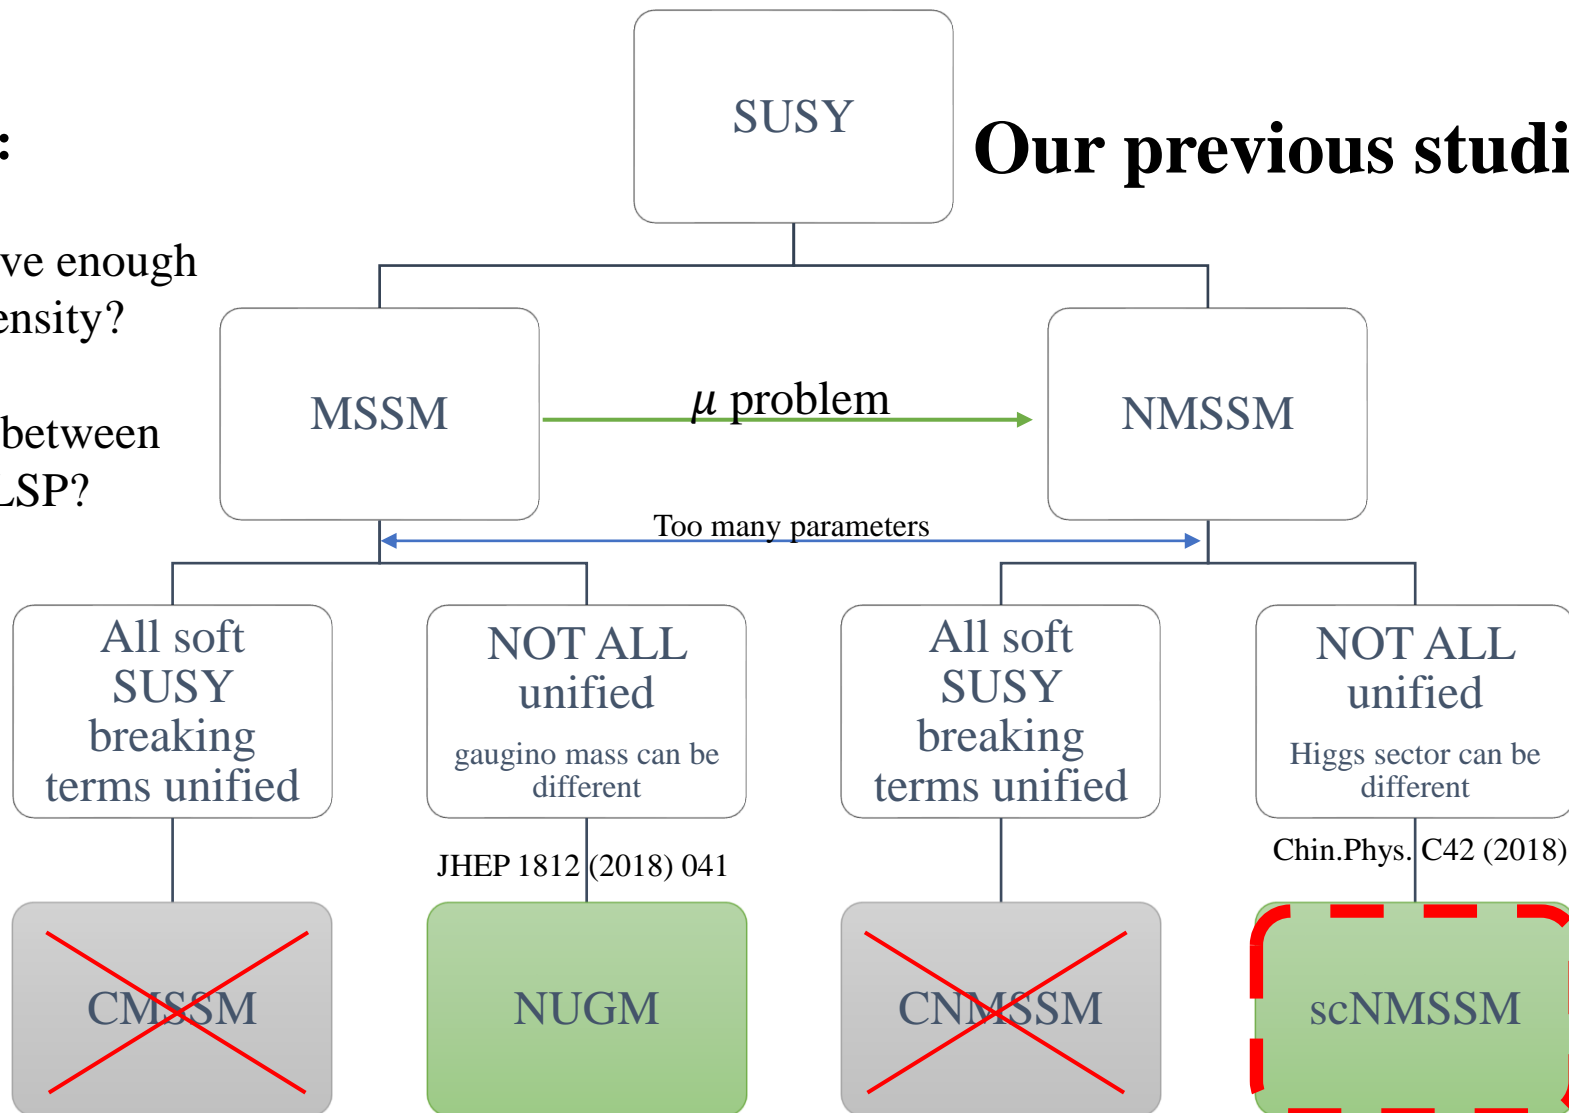 SUSY
:
Our previous studi
ve enough
ensity?
between
LSP?
MSSM
μ problem
NMSSM
Too many parameters
All soft
SUSY
breaking
terms unified
NOT ALL
unified
gaugino mass can be
different
All soft
SUSY
breaking
terms unified
NOT ALL
unified
Higgs sector can be
different
JHEP 1812 (2018) 041
Chin.Phys. C42 (2018)
CMSSM
NUGM
CNMSSM
scNMSSM